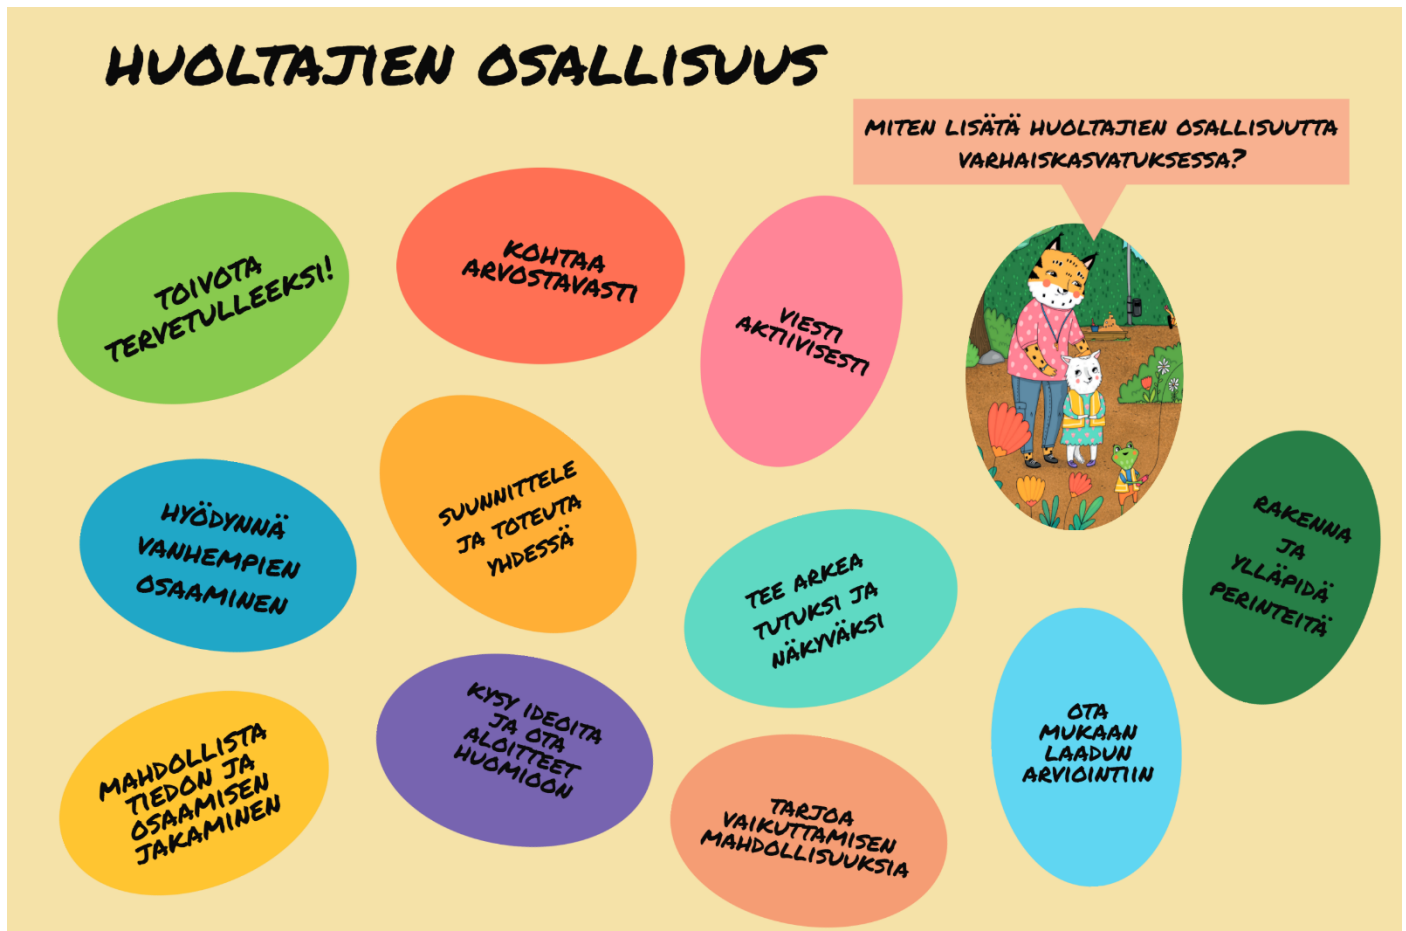 HUOLTAJIEN OSALLISUUS
MITEN LISÄTÄ HUOLTAJIEN OSALLISUUTTA
VARHAISKASVATUKSESSA?
TOIVOTA
TERVETULLEEKSI!
KOHTAA
ARVOSTAVASTI
VIESTI
AKTIIVISESTI
HYÖDYNNÄ
VANHEMPIEN
OSAAMINEN
SUUNNITTELE
JA TOTEUTA
YHDESSÄ
TEE ARKEA
TUTUKSI JA
NÄKYVÄKSI
RAKENNA
JA
YLLÄPIDÄ
PERINTEITÄ
MAHDOLLISTA
TIEDON JA
OSAAMISEN
JAKAMINEN
KYSY IDEOITA
JA OTA
ALOITTEET
HUOMIOON
TARJOA
VAIKUTTAMISEN
MAHDOLLISUUKSIA
OTA
MUKAAN
LAADUN
ARVIOINTIIN